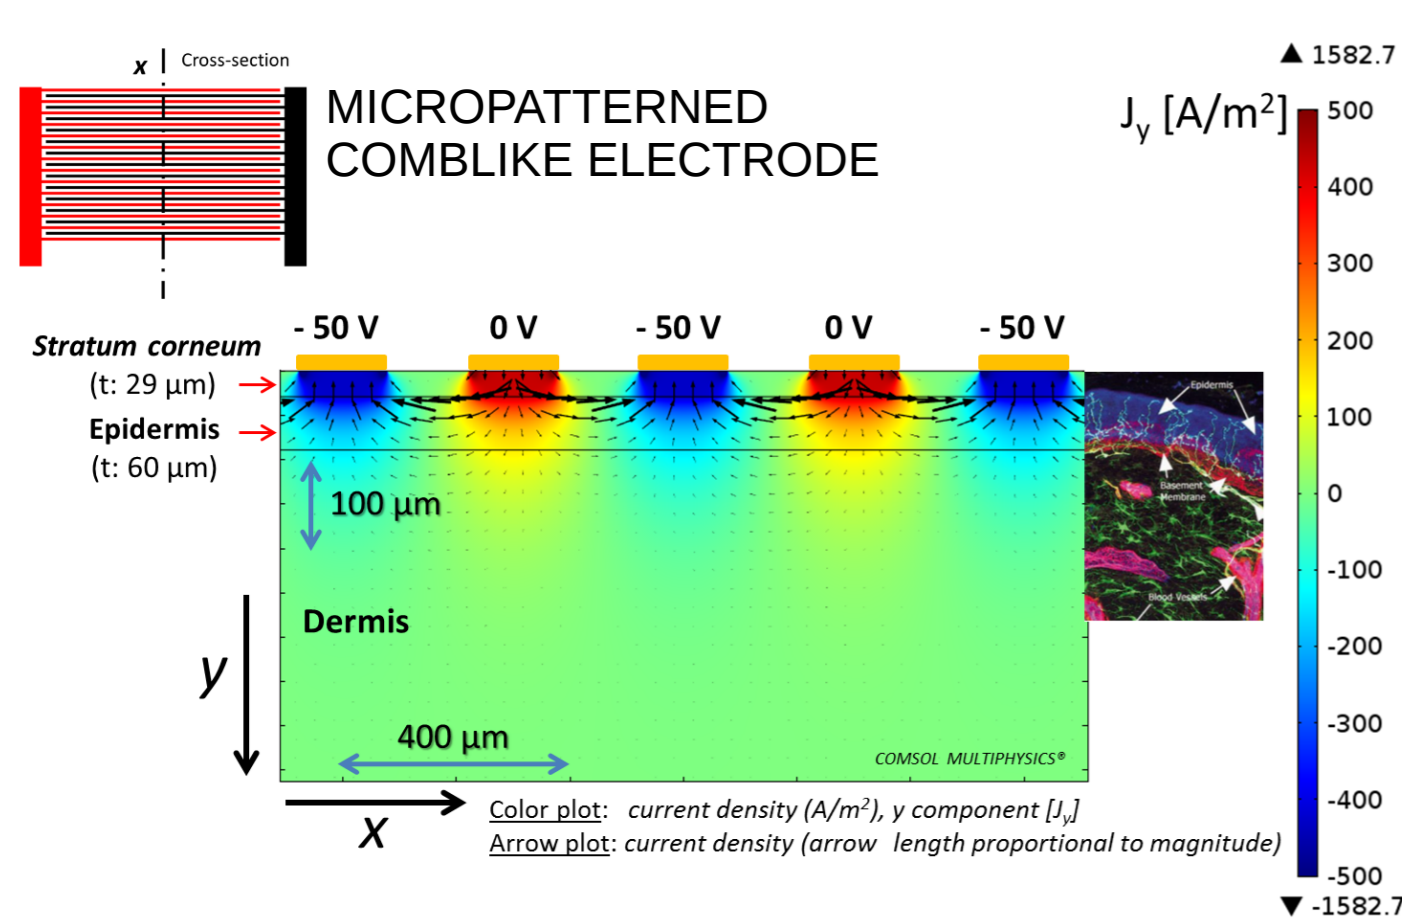 x
Cross-section
MICROPATTERNED
COMBLIKE ELECTRODE
▲ 1582.7
Jy [A/m²]
500
400
300
200
100
0
-100
-200
-300
-400
-500
▼ -1582.7
- 50 V
0 V
- 50 V
0 V
- 50 V
Stratum corneum
(t: 29 µm)
Epidermis
(t: 60 µm)
100 µm
Dermis
y
400 µm
COMSOL MULTIPHYSICS®
x
Epidermis
Basement
Membrane
Blood Vessels
Color plot: current density (A/m²), y component [Jy]
Arrow plot: current density (arrow length proportional to magnitude)